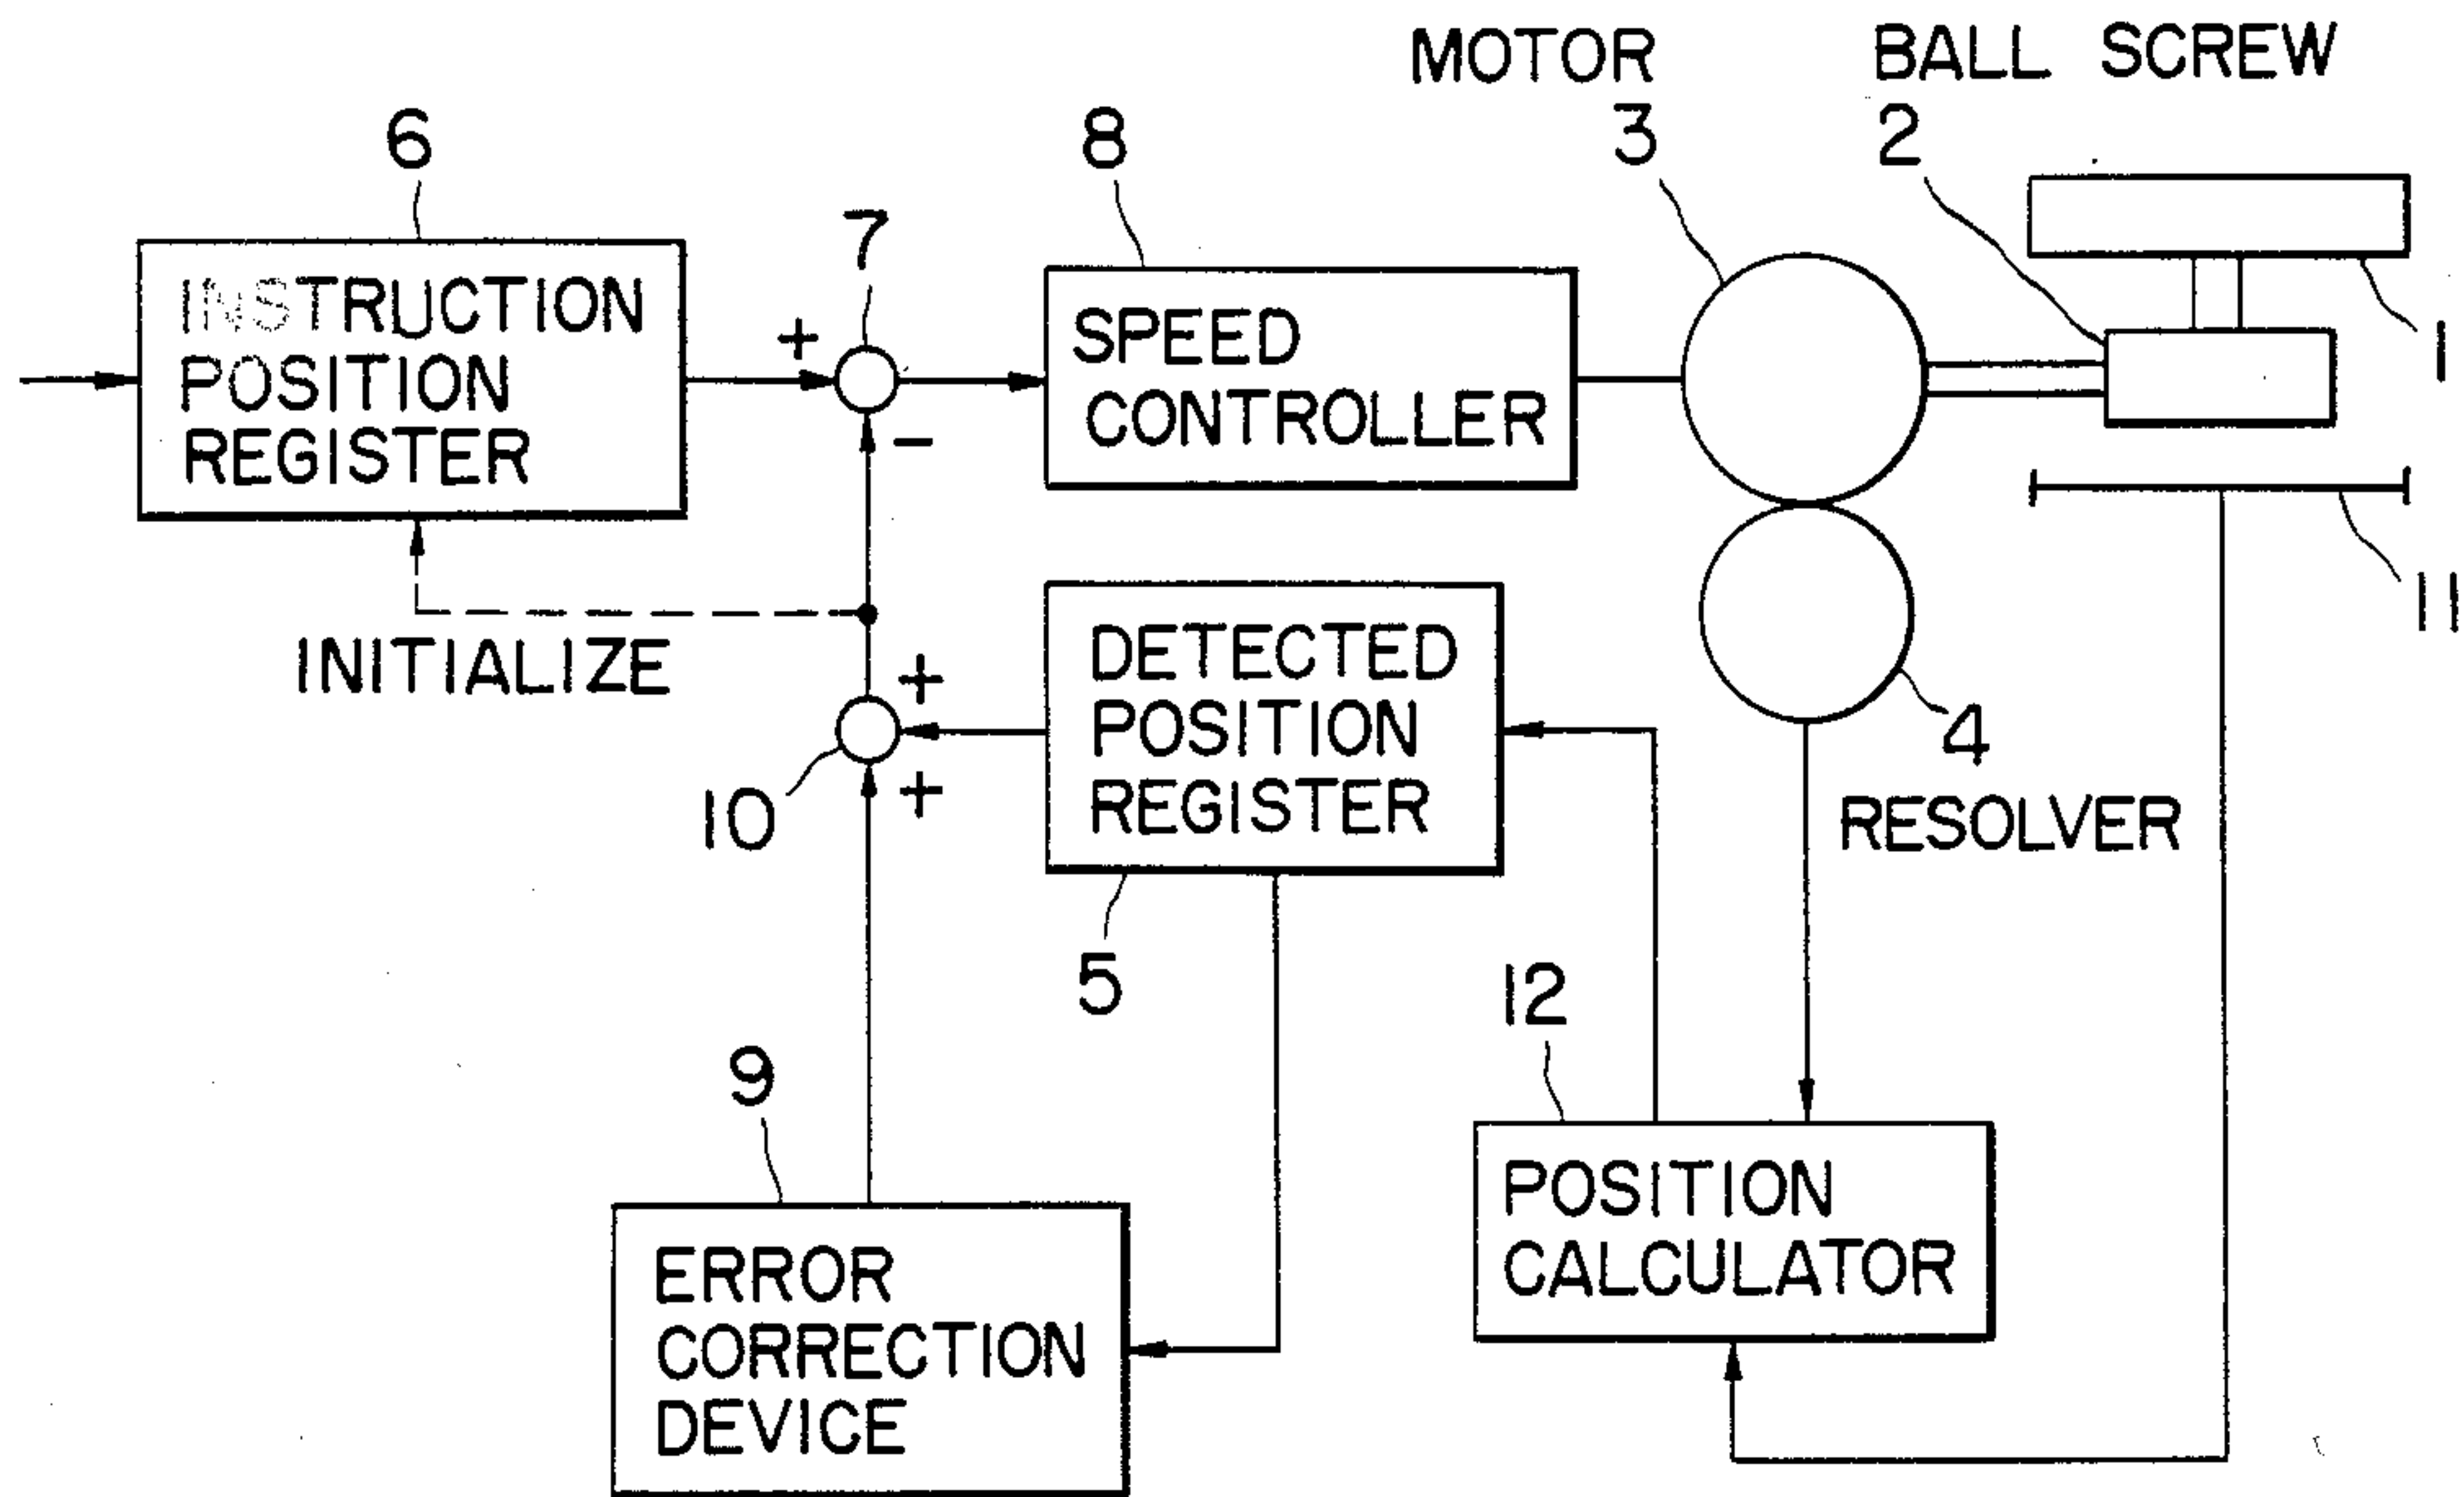 MOTOR
3
BALL SCREW
2
6
8
7
INSTRUCTION
POSITION
REGISTER
+
-
SPEED
CONTROLLER
1
11
INITIALIZE
+
+
10
DETECTED
POSITION
REGISTER
4
RESOLVER
5
12
9
POSITION
CALCULATOR
ERROR
CORRECTION
DEVICE